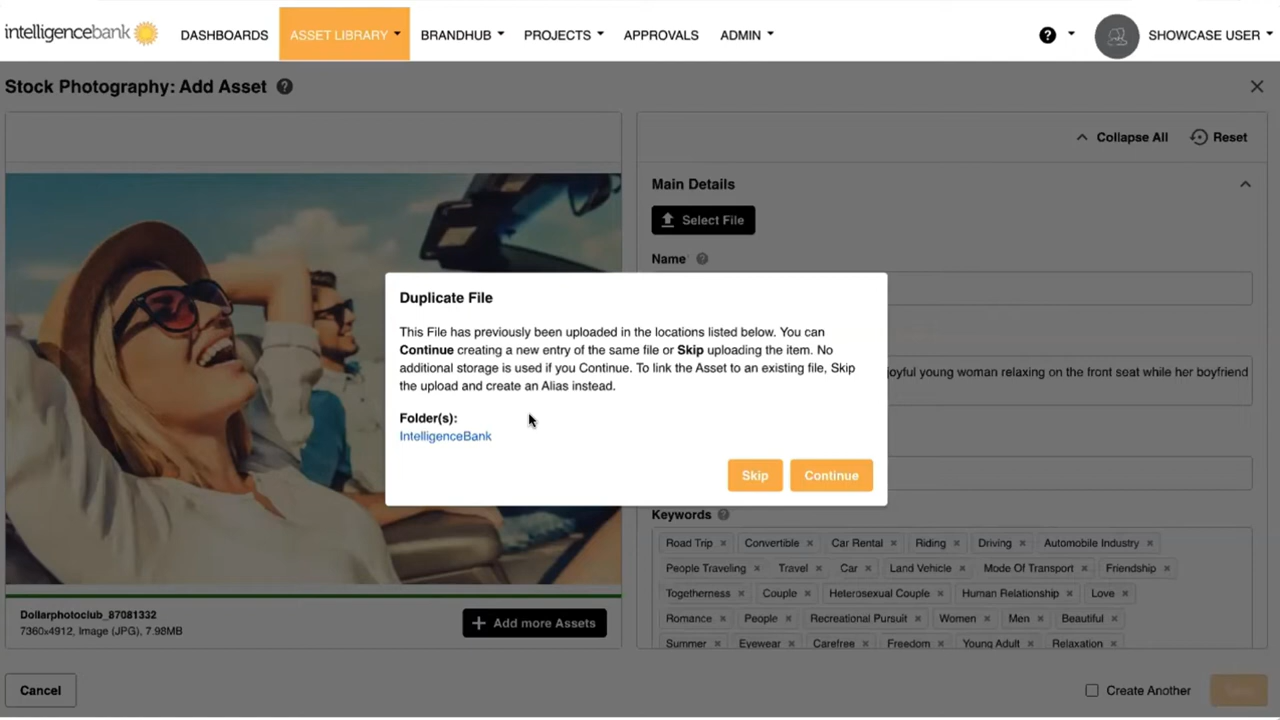 intelligencebank
DASHBOARDS
ASSET LIBRARY
BRANDHUB
PROJECTS
APPROVALS
ADMIN
?
SHOWCASE USER
Stock Photography: Add Asset ?
Collapse All
Reset
Main Details
Select File
Name ?
Duplicate File
This File has previously been uploaded in the locations listed below. You can
Continue creating a new entry of the same file or Skip uploading the item. No
additional storage is used if you Continue. To link the Asset to an existing file, Skip
the upload and create an Alias instead.
Folder(s):
IntelligenceBank
Skip
Continue
young woman relaxing on the front seat while her boyfriend
Keywords ?
Road Trip × Convertible × Car Rental × Riding × Driving × Automobile Industry ×
People Traveling × Travel × Car × Land Vehicle × Mode Of Transport × Friendship ×
Togetherness × Couple × Heterosexual Couple × Human Relationship × Love ×
Romance × People × Recreational Pursuit × Women × Men × Beautiful ×
Summer × Eyewear × Carefree × Freedom × Young Adult × Relaxation ×
Dollarphotoclub_87081332
7360x4912, Image (JPG), 7.98MB
Add more Assets
Cancel
Create Another